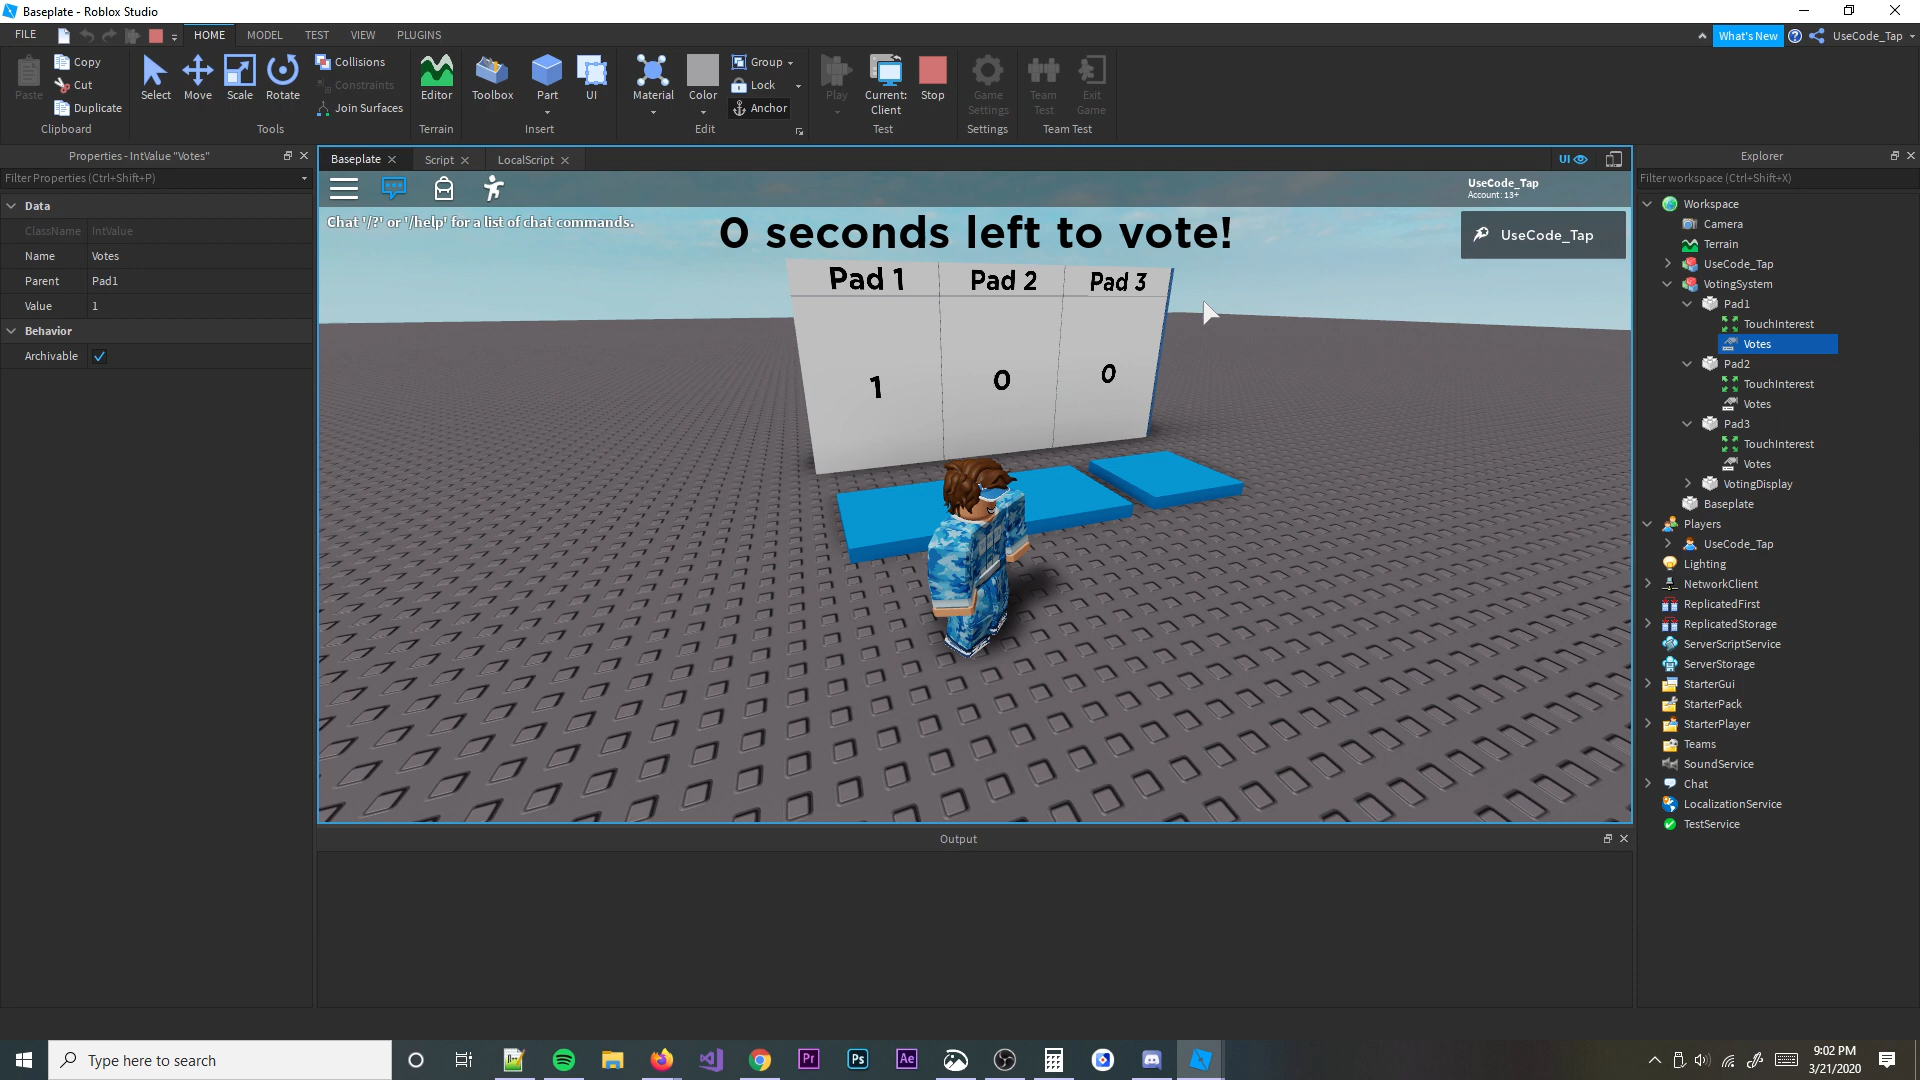 Baseplate - Roblox Studio
FILE
HOME
MODEL
TEST
VIEW
PLUGINS
What's New
UseCode_Tap
Paste
Copy
Cut
Duplicate
Clipboard
Select
Move
Scale
Rotate
Tools
Collisions
Constraints
Join Surfaces
Editor
Terrain
Toolbox
Part
UI
Insert
Material
Color
Group
Lock
Anchor
Edit
Play
Current:
Client
Stop
Test
Game
Settings
Settings
Team
Test
Exit
Game
Team Test
Properties - IntValue "Votes"
Filter Properties (Ctrl+Shift+P)
Data
ClassName IntValue
Name Votes
Parent Pad1
Value 1
Behavior
Archivable
Baseplate
Script
LocalScript
UI
UseCode_Tap
Account: 13+
Chat '/?' or '/help' for a list of chat commands.
0 seconds left to vote!
UseCode_Tap
Pad 1 Pad 2 Pad 3
1 0 0
Output
Explorer
Filter workspace (Ctrl+Shift+X)
Workspace
Camera
Terrain
UseCode_Tap
VotingSystem
Pad1
TouchInterest
Votes
Pad2
TouchInterest
Votes
Pad3
TouchInterest
Votes
VotingDisplay
Baseplate
Players
UseCode_Tap
Lighting
NetworkClient
ReplicatedFirst
ReplicatedStorage
ServerScriptService
ServerStorage
StarterGui
StarterPack
StarterPlayer
Teams
SoundService
Chat
LocalizationService
TestService
Type here to search
Pr
Ps
Ae
9:02 PM
3/21/2020